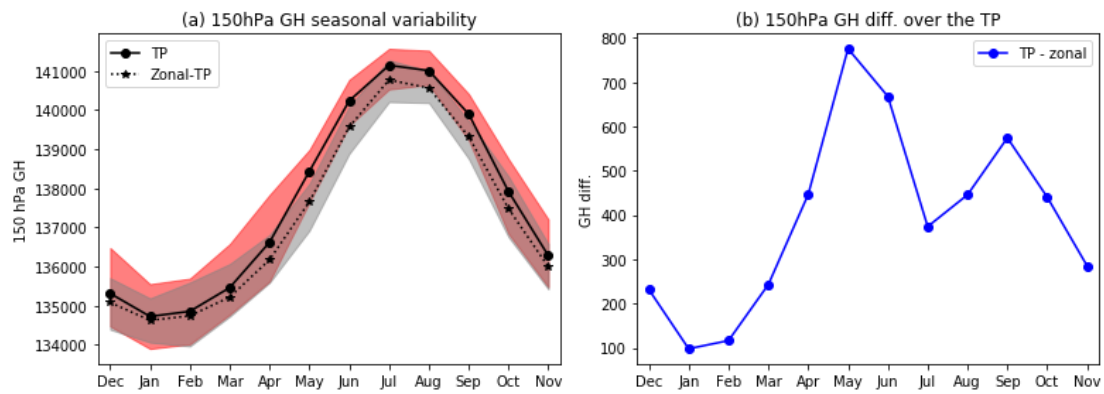 (a) 150hPa GH seasonal variability
TP
Zonal-TP
150 hPa GH
141000
140000
139000
138000
137000
136000
135000
134000
Dec Jan Feb Mar Apr May Jun Jul Aug Sep Oct Nov
(b) 150hPa GH diff. over the TP
TP - zonal
GH diff.
800
700
600
500
400
300
200
100
Dec Jan Feb Mar Apr May Jun Jul Aug Sep Oct Nov